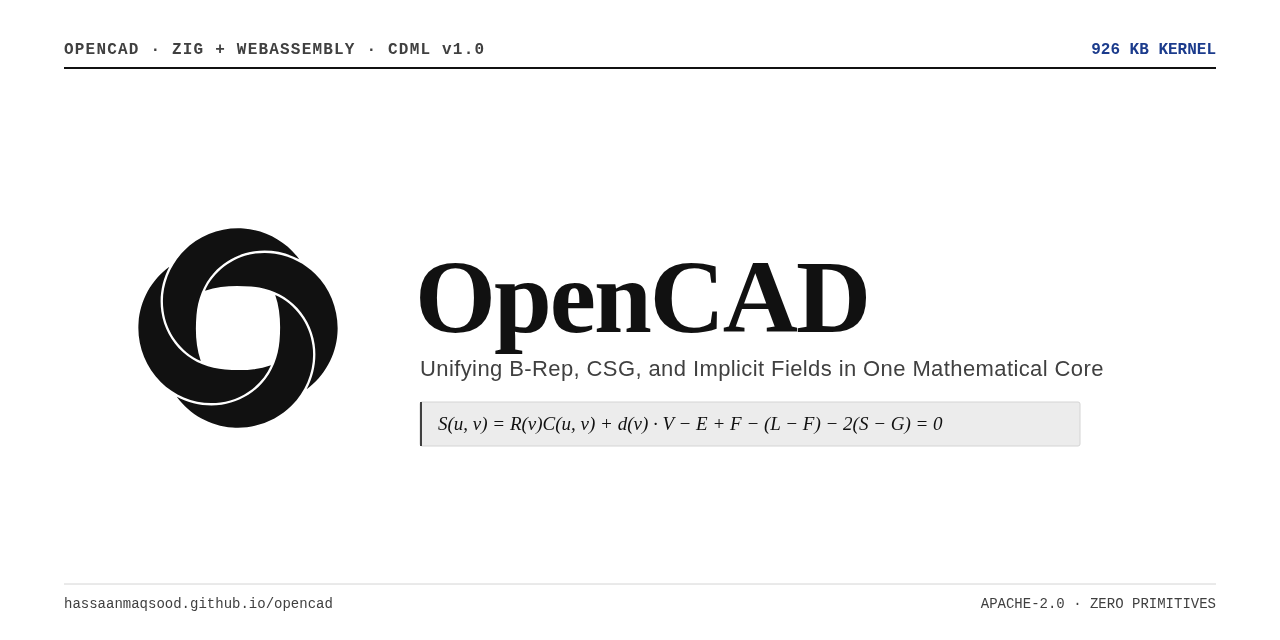 OPENCAD · ZIG + WEBASSEMBLY · CDML v1.0
926 KB KERNEL
OpenCAD
Unifying B-Rep, CSG, and Implicit Fields in One Mathematical Core
S(u, v) = R(v)C(u, v) + d(v) · V − E + F − (L − F) − 2(S − G) = 0
hassaanmaqsood.github.io/opencad
APACHE-2.0 · ZERO PRIMITIVES